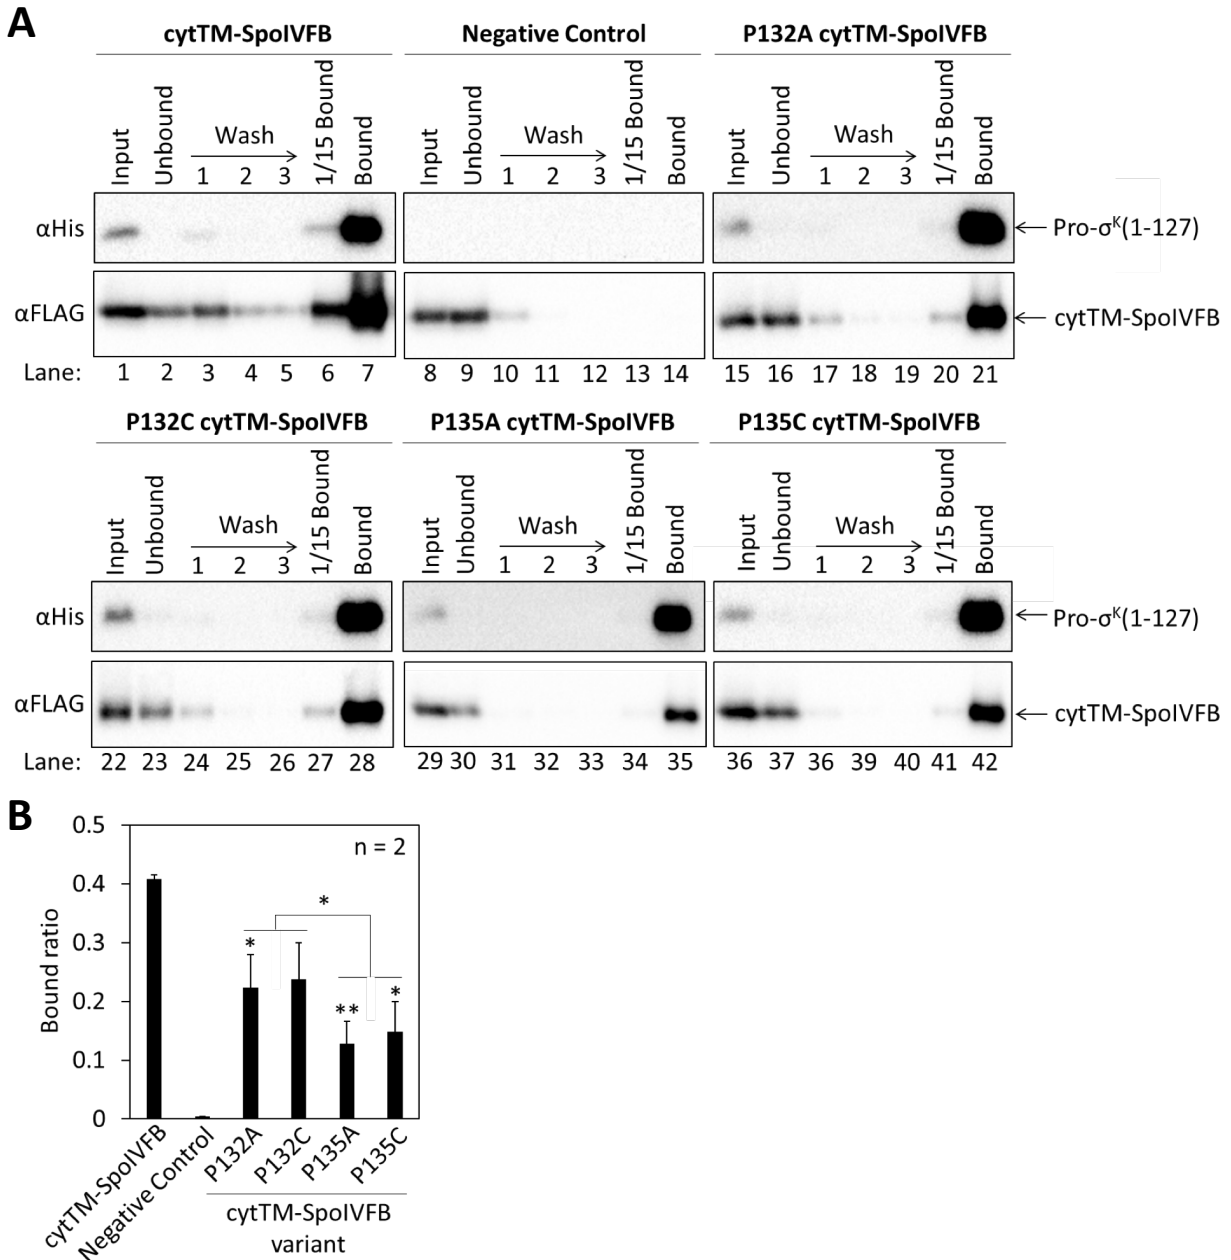 A
cytTM-SpoIVFB
Negative Control
P132A cytTM-SpoIVFB
Input Unbound Wash 1 2 3 1/15 Bound Bound
Input Unbound Wash 1 2 3 1/15 Bound Bound
Input Unbound Wash 1 2 3 1/15 Bound Bound
αHis
Pro-σᴷ(1-127)
αFLAG
cytTM-SpoIVFB
Lane: 1 2 3 4 5 6 7 8 9 10 11 12 13 14 15 16 17 18 19 20 21
P132C cytTM-SpoIVFB
P135A cytTM-SpoIVFB
P135C cytTM-SpoIVFB
Input Unbound Wash 1 2 3 1/15 Bound Bound
Input Unbound Wash 1 2 3 1/15 Bound Bound
Input Unbound Wash 1 2 3 1/15 Bound Bound
αHis
Pro-σᴷ(1-127)
αFLAG
cytTM-SpoIVFB
Lane: 22 23 24 25 26 27 28 29 30 31 32 33 34 35 36 37 36 39 40 41 42
B
Bound ratio
0.5
0.4
0.3
0.2
0.1
0
n = 2
*
*
**
*
cytTM-SpoIVFB
Negative Control
P132A
P132C
P135A
P135C
cytTM-SpoIVFB
variant